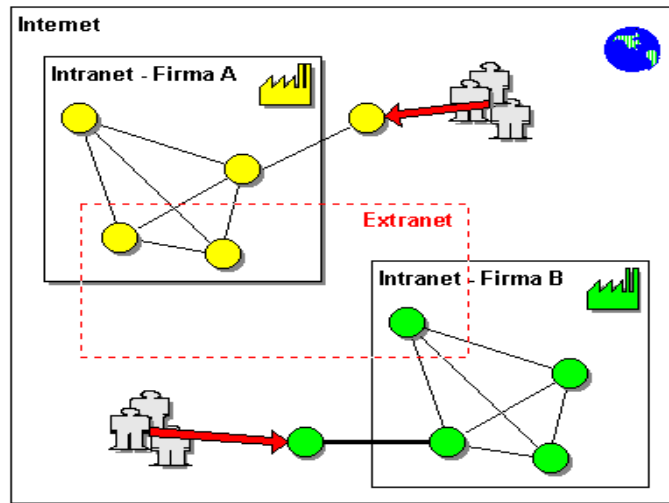 Internet
Intranet - Firma A
Extranet
Intranet - Firma B